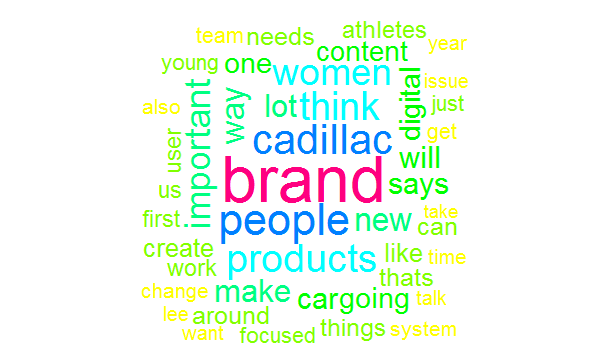 athletes
team needs year
content
young one women issue
important way lot think digital just
also get
cadillac
user will
brand says
us
people new take
first can
create products like time
work thats
change make cargoing talk
lee around
want focused things system